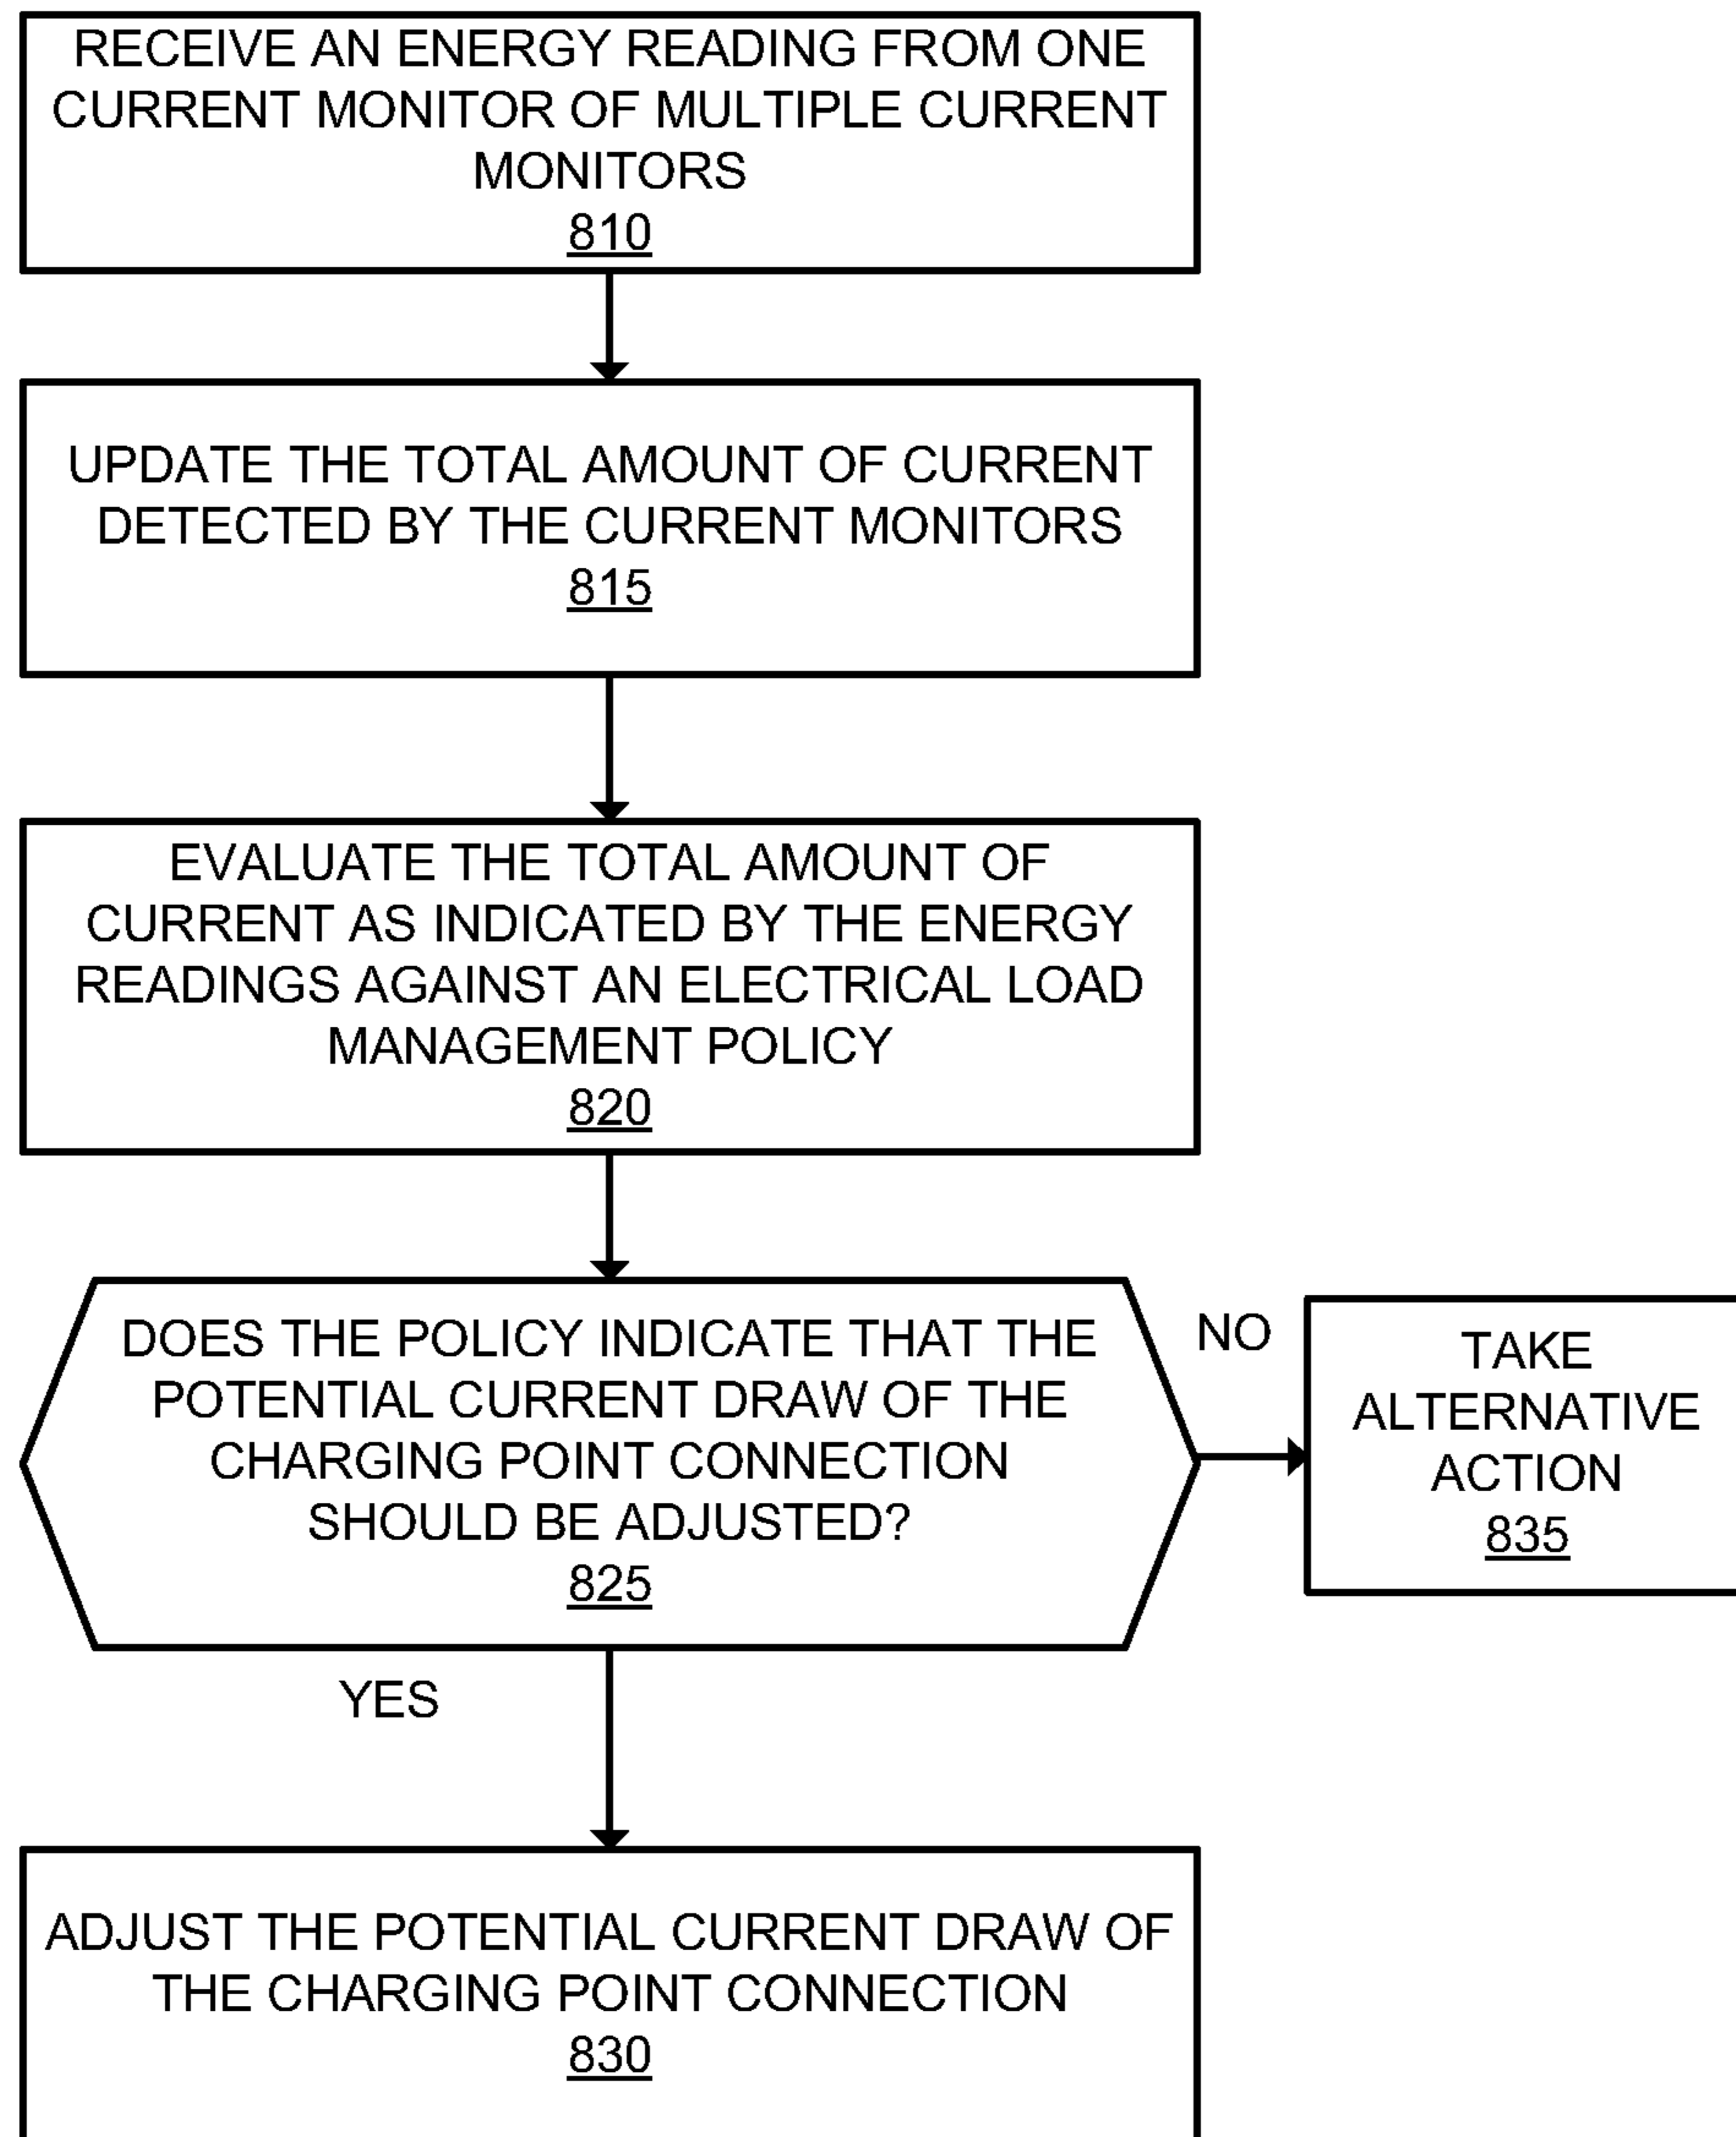 RECEIVE AN ENERGY READING FROM ONE
CURRENT MONITOR OF MULTIPLE CURRENT
MONITORS
810
UPDATE THE TOTAL AMOUNT OF CURRENT
DETECTED BY THE CURRENT MONITORS
815
EVALUATE THE TOTAL AMOUNT OF
CURRENT AS INDICATED BY THE ENERGY
READINGS AGAINST AN ELECTRICAL LOAD
MANAGEMENT POLICY
820
DOES THE POLICY INDICATE THAT THE
POTENTIAL CURRENT DRAW OF THE
CHARGING POINT CONNECTION
SHOULD BE ADJUSTED?
825
NO
TAKE
ALTERNATIVE
ACTION
835
YES
ADJUST THE POTENTIAL CURRENT DRAW OF
THE CHARGING POINT CONNECTION
830